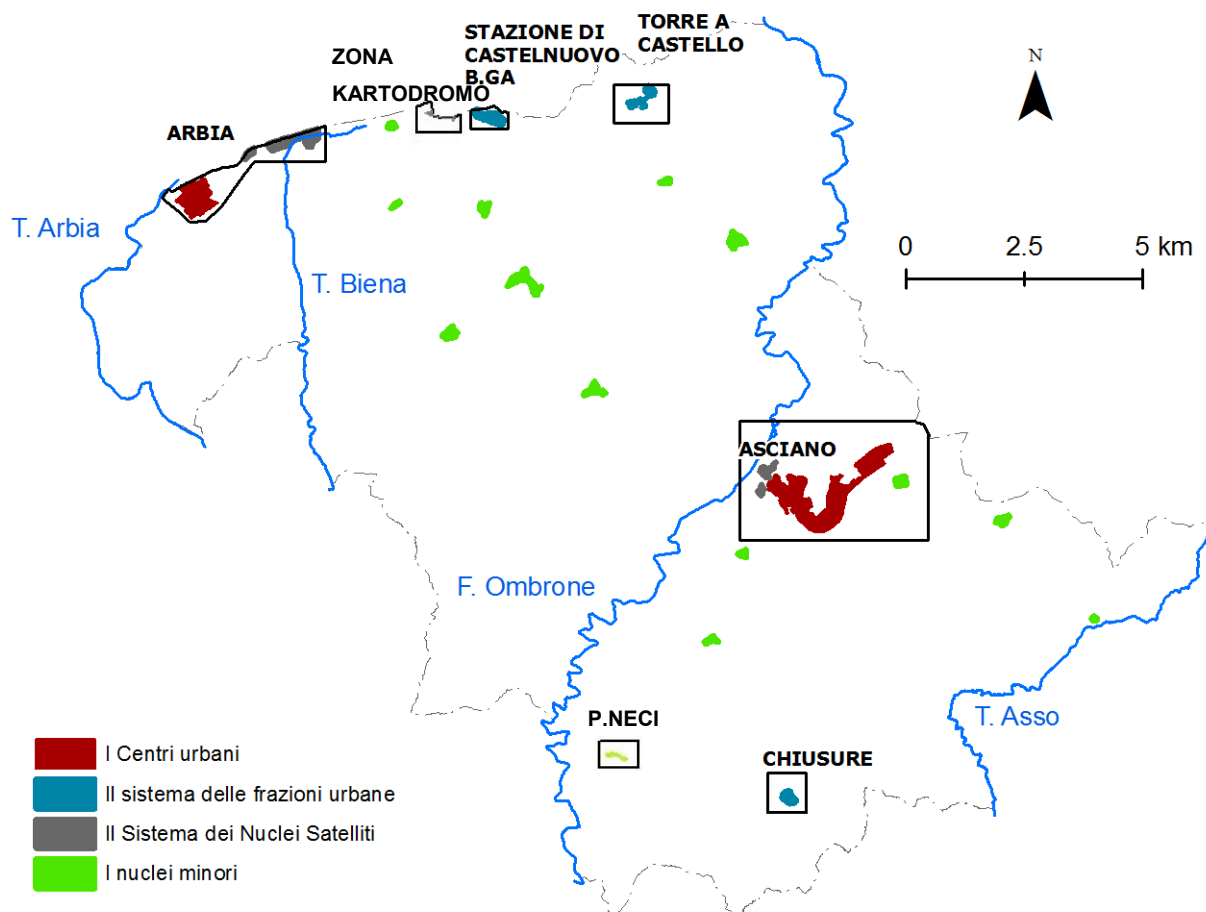 TORRE A
CASTELLO
STAZIONE DI
CASTELNUOVO
B.GA
ZONA
KARTODROMO
N
ARBIA
T. Arbia
T. Biena
0 2.5 5 km
ASCIANO
F. Ombrone
T. Asso
P.NECI
CHIUSURE
I Centri urbani
Il sistema delle frazioni urbane
Il Sistema dei Nuclei Satelliti
I nuclei minori